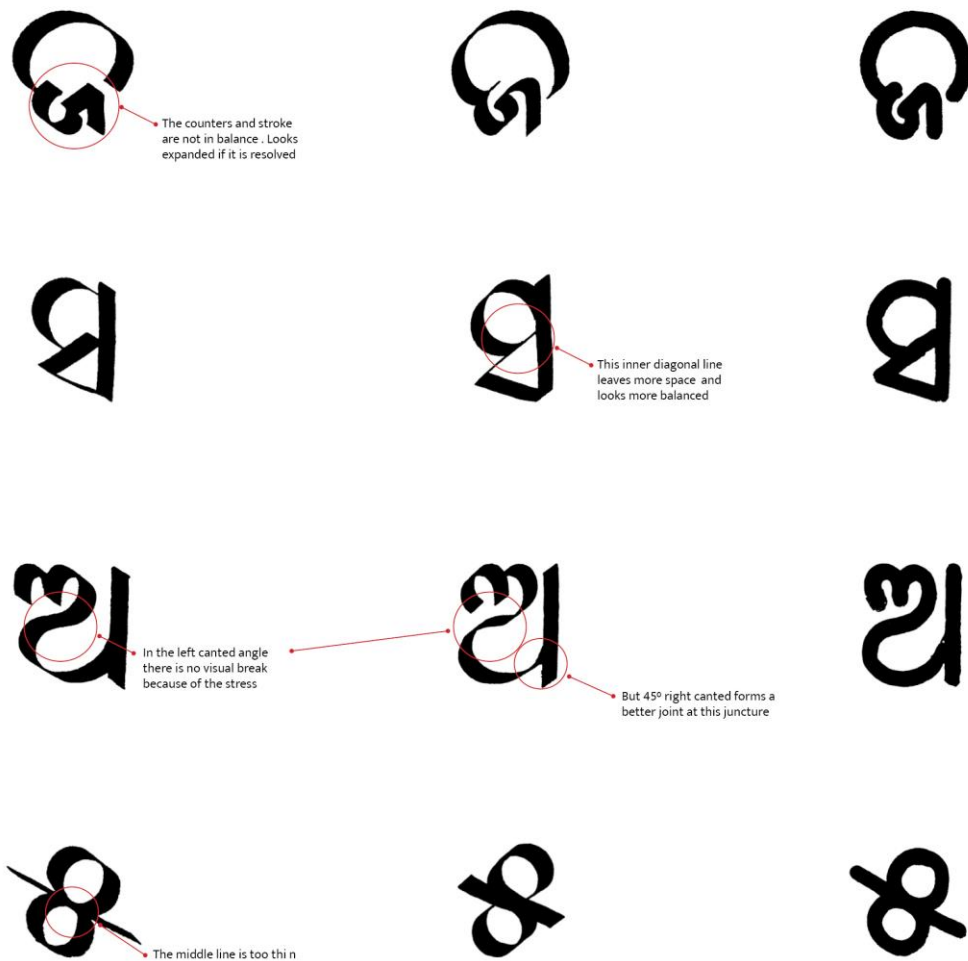 ଜ ଜ ଜ
The counters and stroke
are not in balance . Looks
expanded if it is resolved
ସ ସ ସ
This inner diagonal line
leaves more space and
looks more balanced
ଅ ଅ ଅ
In the left canted angle
there is no visual break
because of the stress
But 45º right canted forms a
better joint at this juncture
The middle line is too thi n